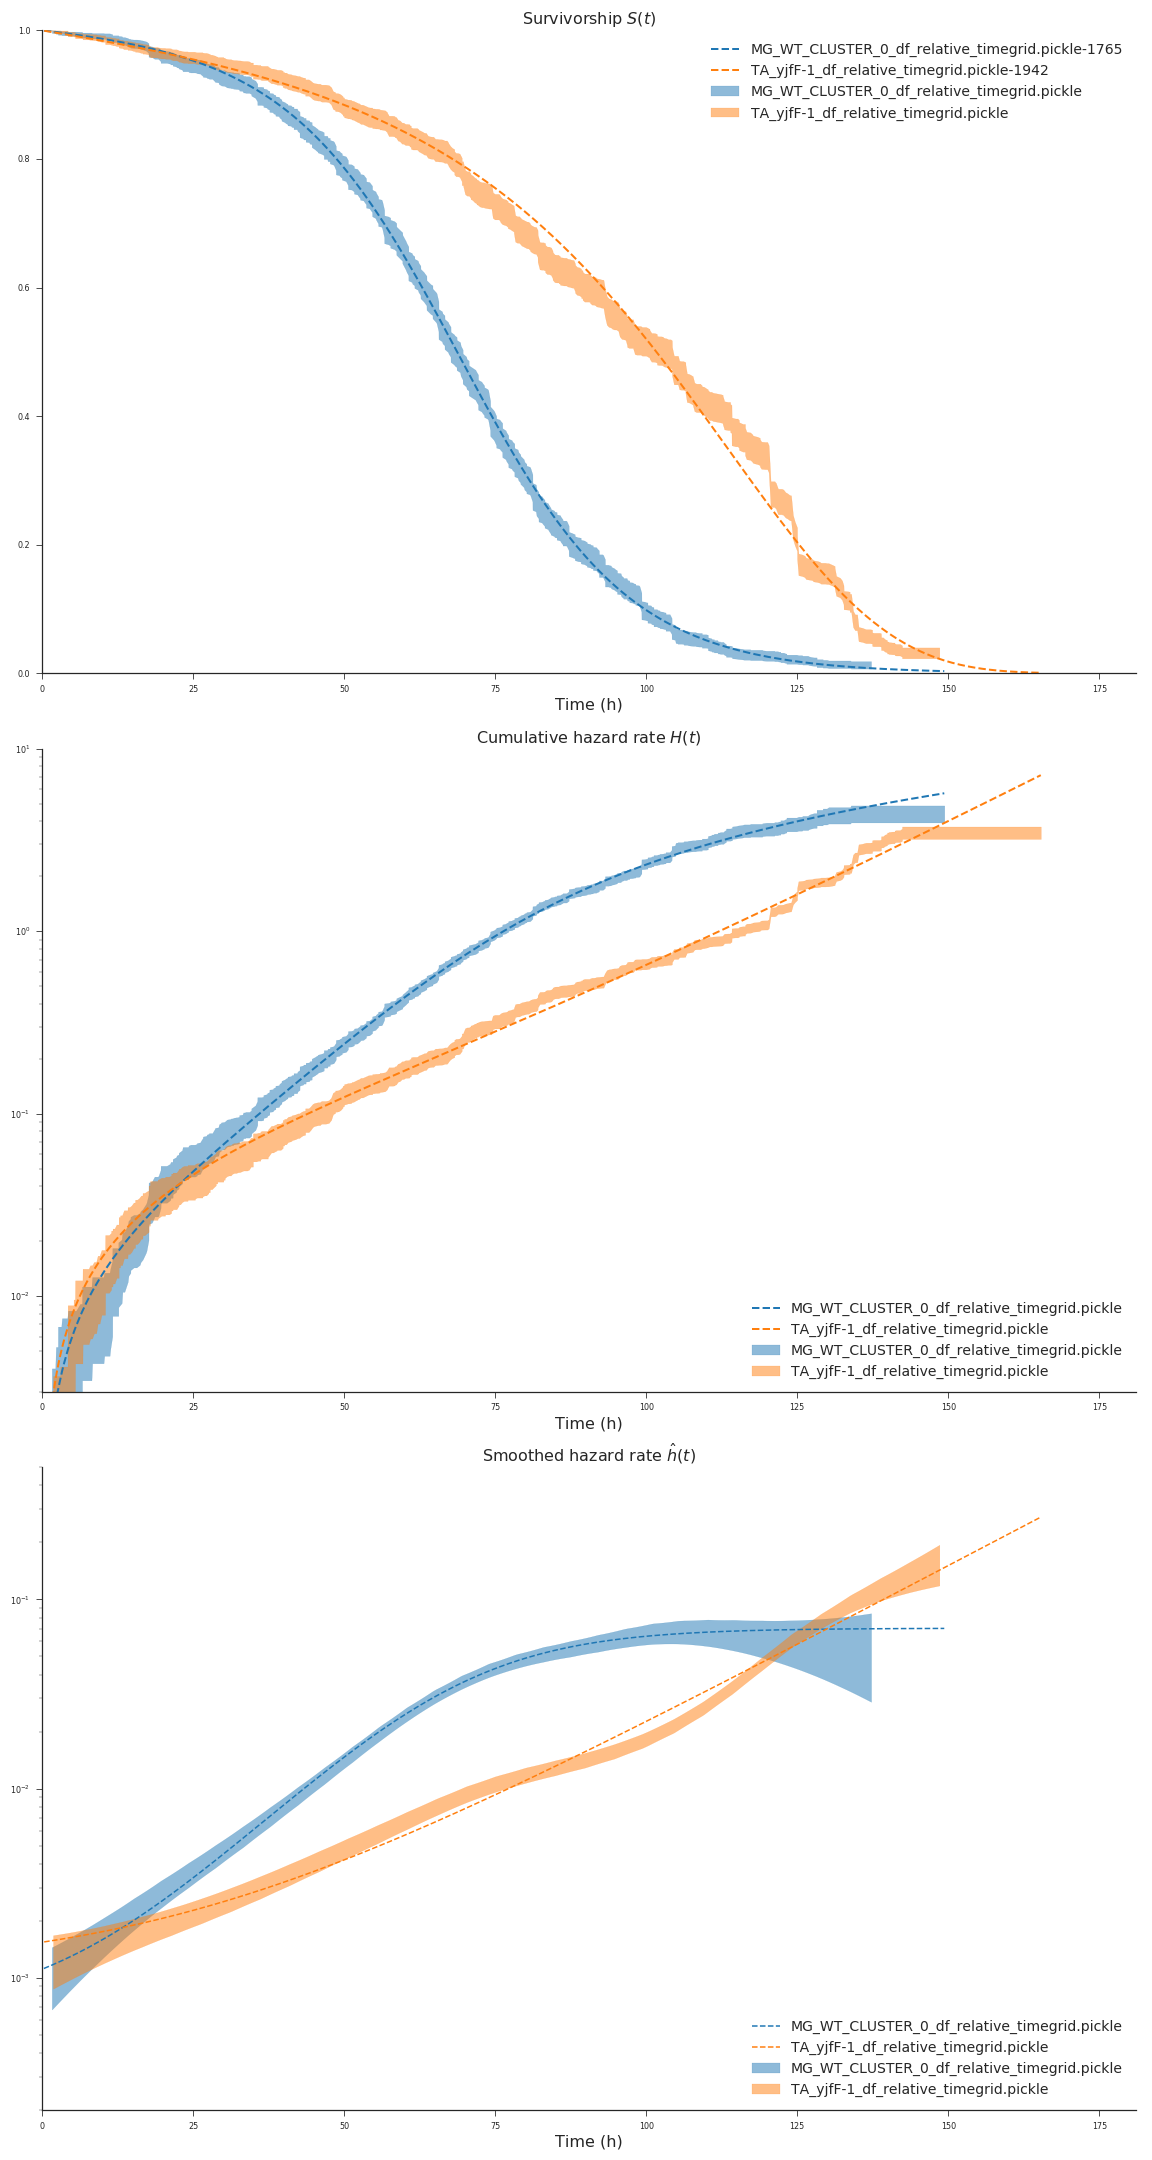 Survivorship S(t)
1.0
0.8
0.6
0.4
0.2
0.0
MG_WT_CLUSTER_0_df_relative_timegrid.pickle-1765
TA_yjfF-1_df_relative_timegrid.pickle-1942
MG_WT_CLUSTER_0_df_relative_timegrid.pickle
TA_yjfF-1_df_relative_timegrid.pickle
0 25 50 75 100 125 150 175
Time (h)
Cumulative hazard rate H(t)
10¹
10⁰
10⁻¹
10⁻²
MG_WT_CLUSTER_0_df_relative_timegrid.pickle
TA_yjfF-1_df_relative_timegrid.pickle
MG_WT_CLUSTER_0_df_relative_timegrid.pickle
TA_yjfF-1_df_relative_timegrid.pickle
0 25 50 75 100 125 150 175
Time (h)
Smoothed hazard rate ĥ(t)
10⁻¹
10⁻²
10⁻³
MG_WT_CLUSTER_0_df_relative_timegrid.pickle
TA_yjfF-1_df_relative_timegrid.pickle
MG_WT_CLUSTER_0_df_relative_timegrid.pickle
TA_yjfF-1_df_relative_timegrid.pickle
0 25 50 75 100 125 150 175
Time (h)